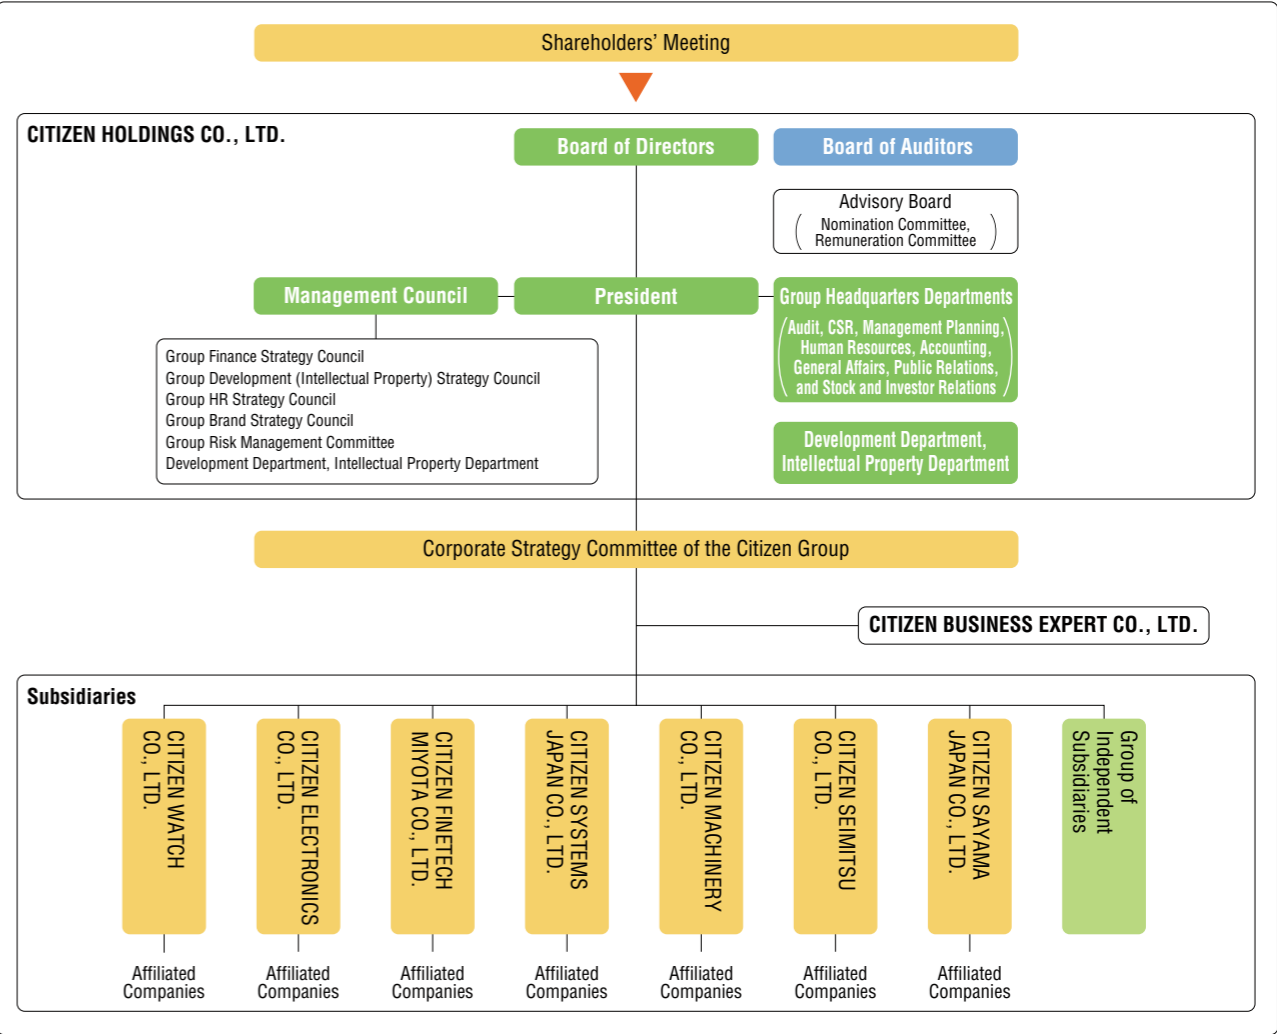 Shareholders’ Meeting
CITIZEN HOLDINGS CO., LTD.
Board of Directors
Board of Auditors
Advisory Board
( Nomination Committee,
Remuneration Committee )
Management Council
President
Group Headquarters Departments
(Audit, CSR, Management Planning,
Human Resources, Accounting,
General Affairs, Public Relations,
and Stock and Investor Relations)
Group Finance Strategy Council
Group Development (Intellectual Property) Strategy Council
Group HR Strategy Council
Group Brand Strategy Council
Group Risk Management Committee
Development Department, Intellectual Property Department
Development Department,
Intellectual Property Department
Corporate Strategy Committee of the Citizen Group
CITIZEN BUSINESS EXPERT CO., LTD.
Subsidiaries
CITIZEN WATCH
CO., LTD.
CITIZEN ELECTRONICS
CO., LTD.
CITIZEN FINETECH
MIYOTA CO., LTD.
CITIZEN SYSTEMS
JAPAN CO., LTD.
CITIZEN MACHINERY
CO., LTD.
CITIZEN SEIMITSU
CO., LTD.
CITIZEN SAYAMA
JAPAN CO., LTD.
Group of
Independent
Subsidiaries
Affiliated
Companies
Affiliated
Companies
Affiliated
Companies
Affiliated
Companies
Affiliated
Companies
Affiliated
Companies
Affiliated
Companies